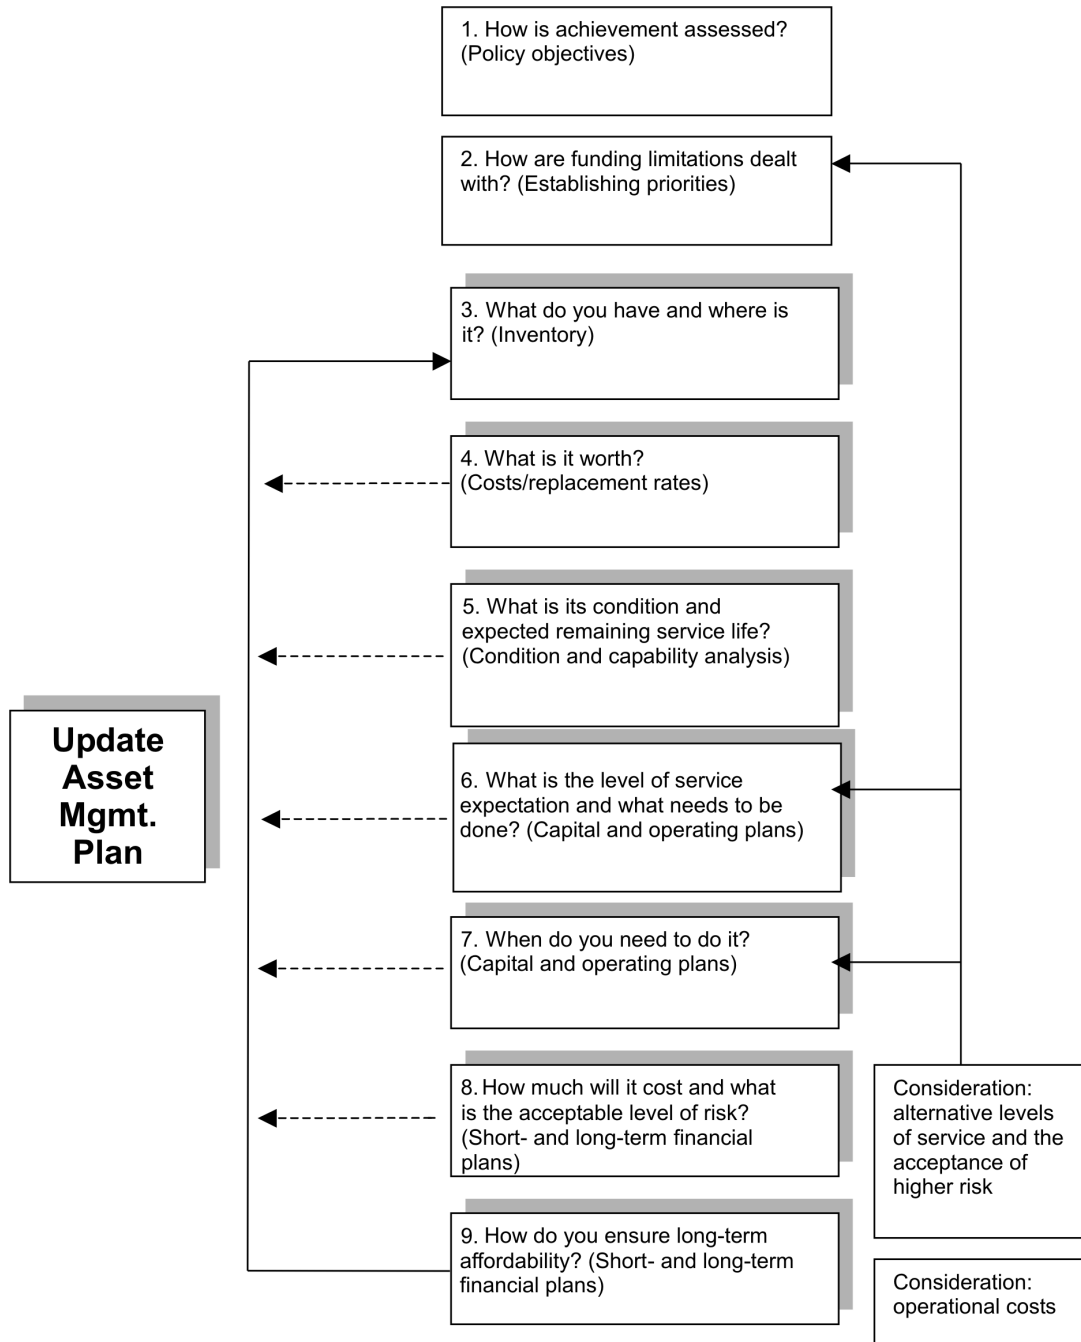 1. How is achievement assessed?
(Policy objectives)
2. How are funding limitations dealt
with? (Establishing priorities)
3. What do you have and where is
it? (Inventory)
4. What is it worth?
(Costs/replacement rates)
5. What is its condition and
expected remaining service life?
(Condition and capability analysis)
Update
Asset
Mgmt.
Plan
6. What is the level of service
expectation and what needs to be
done? (Capital and operating plans)
7. When do you need to do it?
(Capital and operating plans)
8. How much will it cost and what
is the acceptable level of risk?
(Short- and long-term financial
plans)
Consideration:
alternative levels
of service and the
acceptance of
higher risk
9. How do you ensure long-term
affordability? (Short- and long-term
financial plans)
Consideration:
operational costs